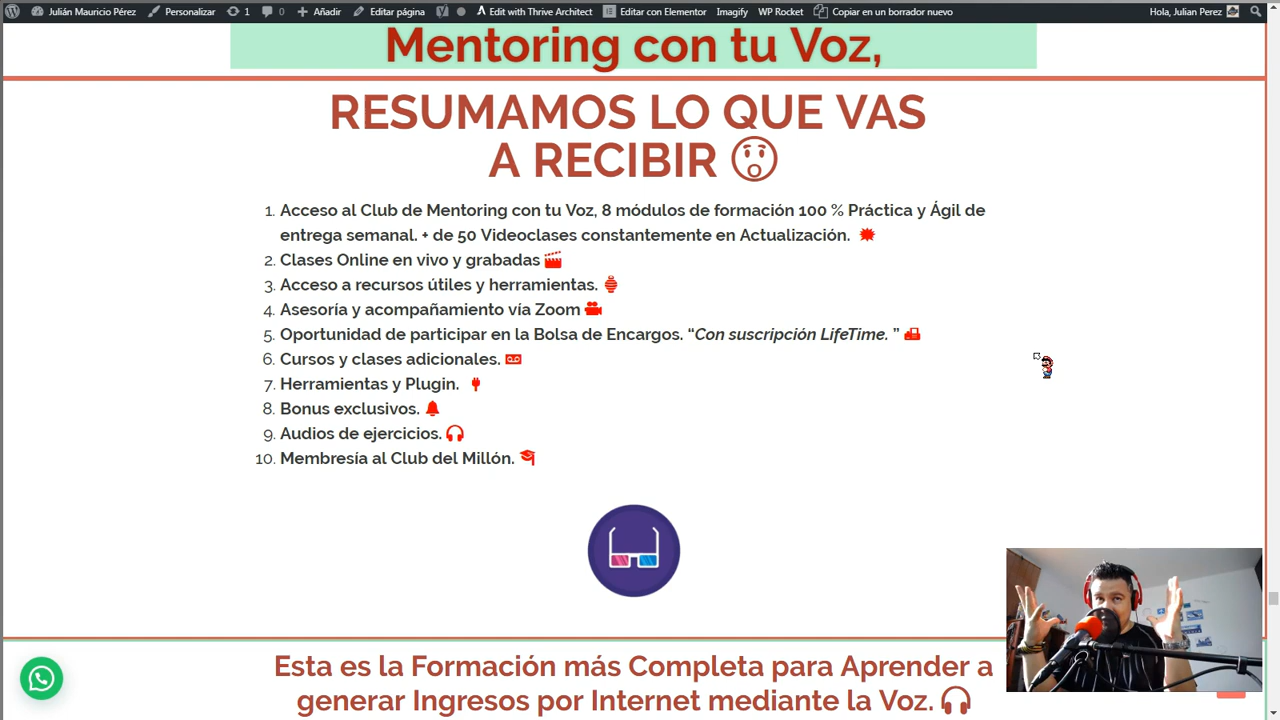 Julián Mauricio Pérez Personalizar 1 0 Añadir Editar página Edit with Thrive Architect Editar con Elementor Imagify WP Rocket Copiar en un borrador nuevo Hola, Julian Perez
Mentoring con tu Voz,
RESUMAMOS LO QUE VAS
A RECIBIR
1. Acceso al Club de Mentoring con tu Voz, 8 módulos de formación 100 % Práctica y Ágil de
entrega semanal. + de 50 Videoclases constantemente en Actualización.
2. Clases Online en vivo y grabadas
3. Acceso a recursos útiles y herramientas.
4. Asesoría y acompañamiento vía Zoom
5. Oportunidad de participar en la Bolsa de Encargos. “Con suscripción LifeTime. ”
6. Cursos y clases adicionales.
7. Herramientas y Plugin.
8. Bonus exclusivos.
9. Audios de ejercicios.
10. Membresía al Club del Millón.
Esta es la Formación más Completa para Aprender a
generar Ingresos por Internet mediante la Voz.